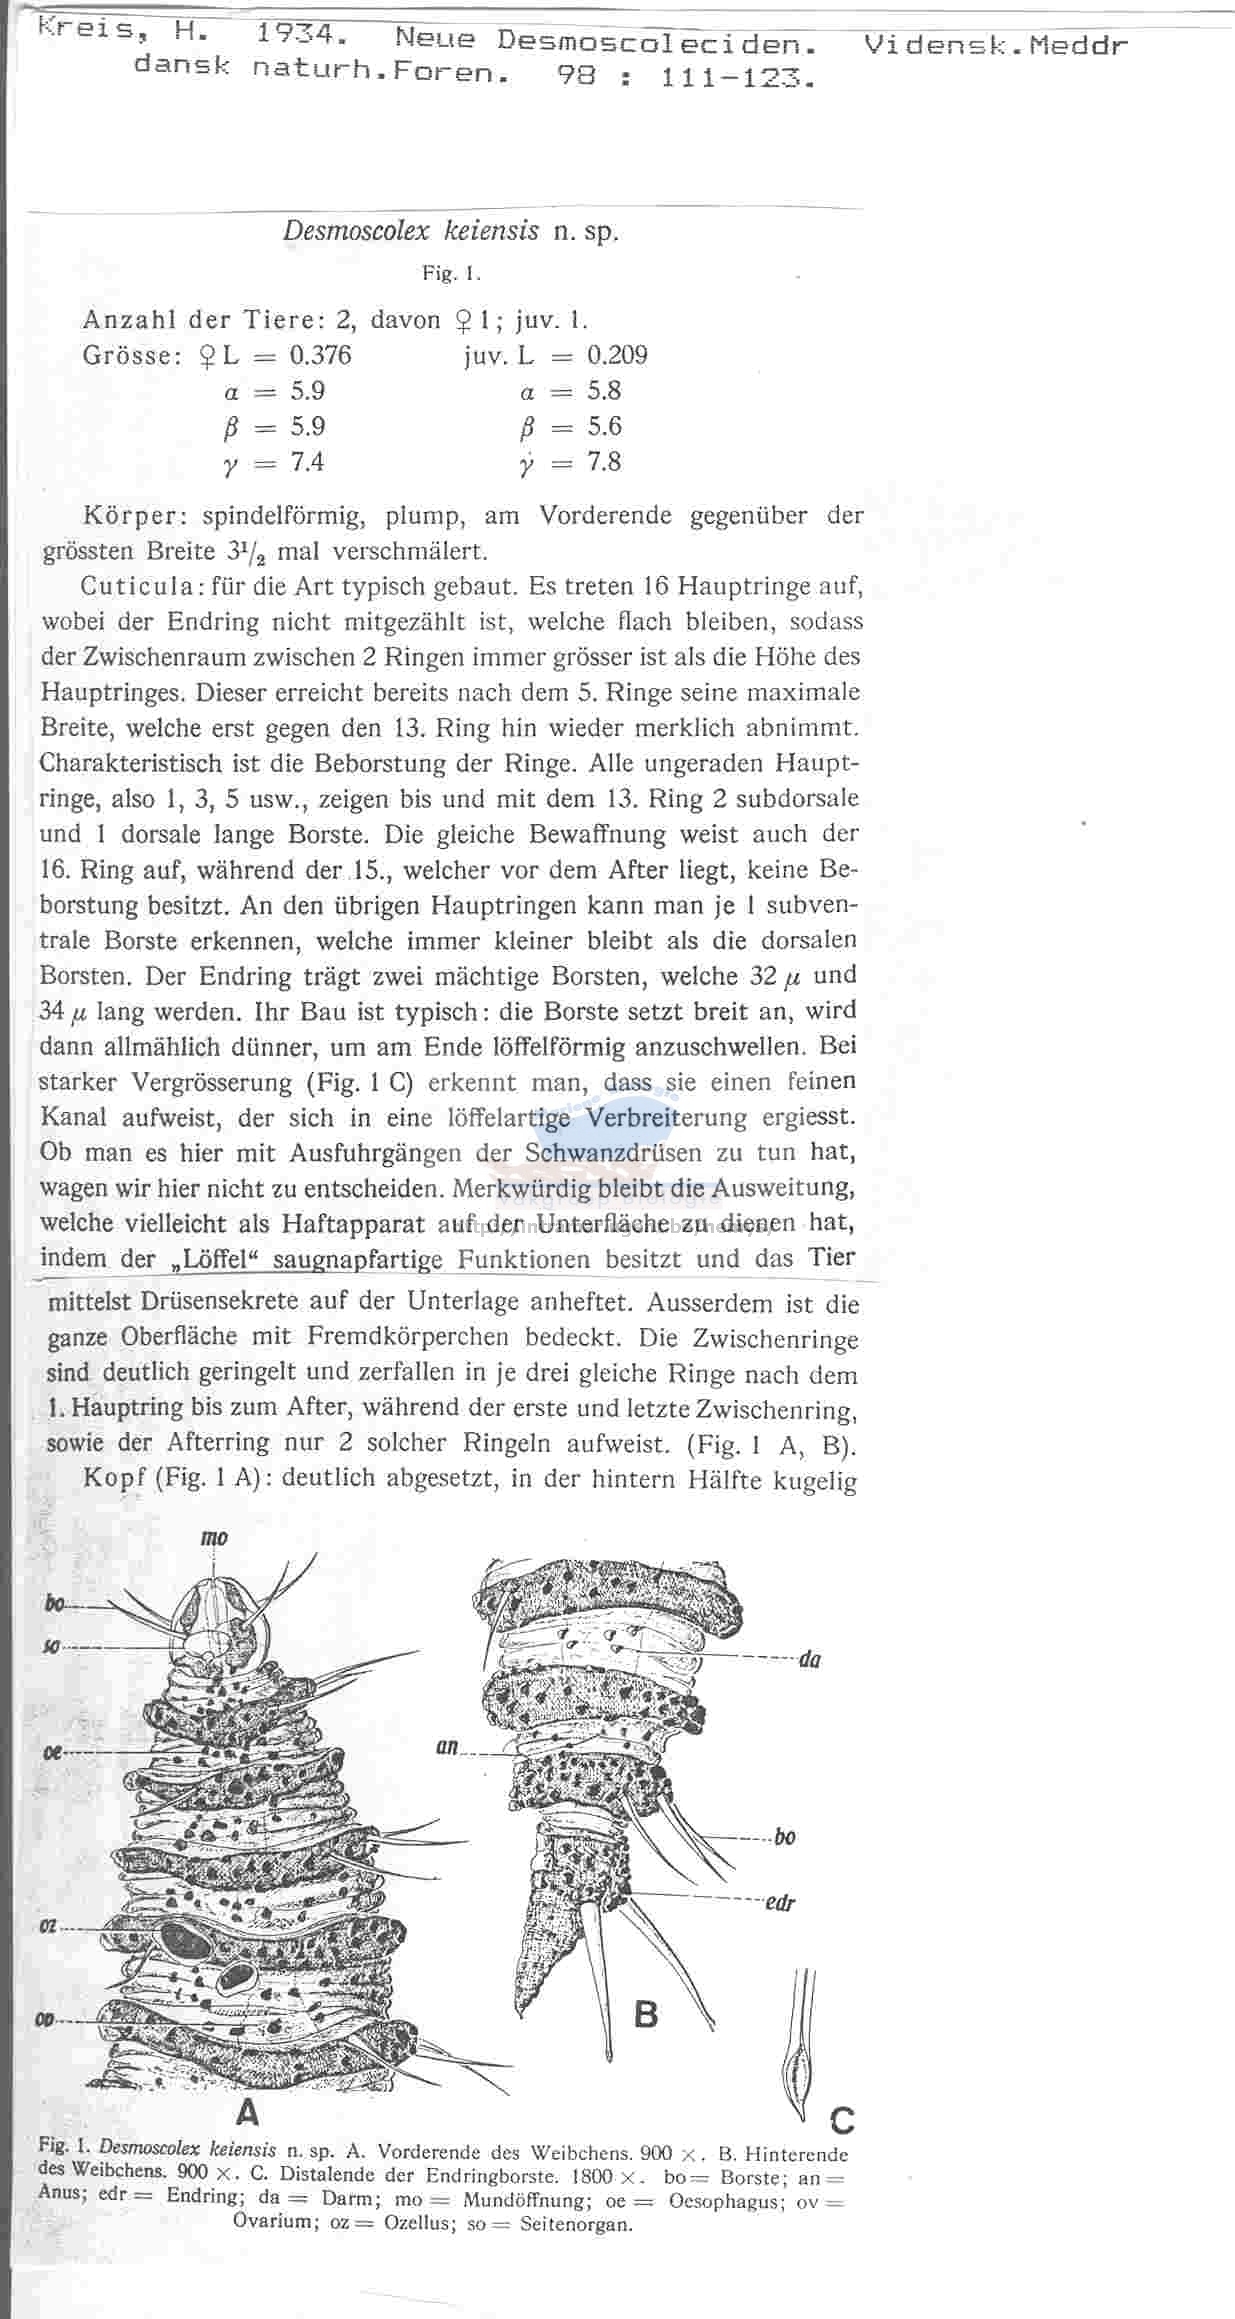 Kreis, H. 1934. Neue Desmoscoleciden. Vidensk.Meddr
dansk naturh.Foren. 98 : 111-123.
Desmoscolex keiensis n. sp.
Fig. 1.
Anzahl der Tiere: 2, davon ♀ 1; juv. 1.
Grösse: ♀ L = 0.376 juv. L = 0.209
α = 5.9 α = 5.8
β = 5.9 β = 5.6
γ = 7.4 γ = 7.8
Körper: spindelförmig, plump, am Vorderende gegenüber der
grössten Breite 3¹/₂ mal verschmälert.
Cuticula: für die Art typisch gebaut. Es treten 16 Hauptringe auf,
wobei der Endring nicht mitgezählt ist, welche flach bleiben, sodass
der Zwischenraum zwischen 2 Ringen immer grösser ist als die Höhe des
Hauptringes. Dieser erreicht bereits nach dem 5. Ringe seine maximale
Breite, welche erst gegen den 13. Ring hin wieder merklich abnimmt.
Charakteristisch ist die Beborstung der Ringe. Alle ungeraden Haupt-
ringe, also 1, 3, 5 usw., zeigen bis und mit dem 13. Ring 2 subdorsale
und 1 dorsale lange Borste. Die gleiche Bewaffnung weist auch der
16. Ring auf, während der 15., welcher vor dem After liegt, keine Be-
borstung besitzt. An den übrigen Hauptringen kann man je 1 subven-
trale Borste erkennen, welche immer kleiner bleibt als die dorsalen
Borsten. Der Endring trägt zwei mächtige Borsten, welche 32 μ und
34 μ lang werden. Ihr Bau ist typisch: die Borste setzt breit an, wird
dann allmählich dünner, um am Ende löffelförmig anzuschwellen. Bei
starker Vergrösserung (Fig. 1 C) erkennt man, dass sie einen feinen
Kanal aufweist, der sich in eine löffelartige Verbreiterung ergiesst.
Ob man es hier mit Ausfuhrgängen der Schwanzdrüsen zu tun hat,
wagen wir hier nicht zu entscheiden. Merkwürdig bleibt die Ausweitung,
welche vielleicht als Haftapparat auf der Unterfläche zu dienen hat,
indem der „Löffel“ saugnapfartige Funktionen besitzt und das Tier
mittelst Drüsensekrete auf der Unterlage anheftet. Ausserdem ist die
ganze Oberfläche mit Fremdkörperchen bedeckt. Die Zwischenringe
sind deutlich geringelt und zerfallen in je drei gleiche Ringe nach dem
1. Hauptring bis zum After, während der erste und letzte Zwischenring,
sowie der Afterring nur 2 solcher Ringeln aufweist. (Fig. 1 A, B).
Kopf (Fig. 1 A): deutlich abgesetzt, in der hintern Hälfte kugelig
mo
bo
so
oe
oz
ov
A
da
an
bo
edr
B
C
Fig. 1. Desmoscolex keiensis n. sp. A. Vorderende des Weibchens. 900 ×. B. Hinterende
des Weibchens. 900 ×. C. Distalende der Endringborste. 1800 ×. bo = Borste; an =
Anus; edr = Endring; da = Darm; mo = Mundöffnung; oe = Oesophagus; ov =
Ovarium; oz = Ozellus; so = Seitenorgan.